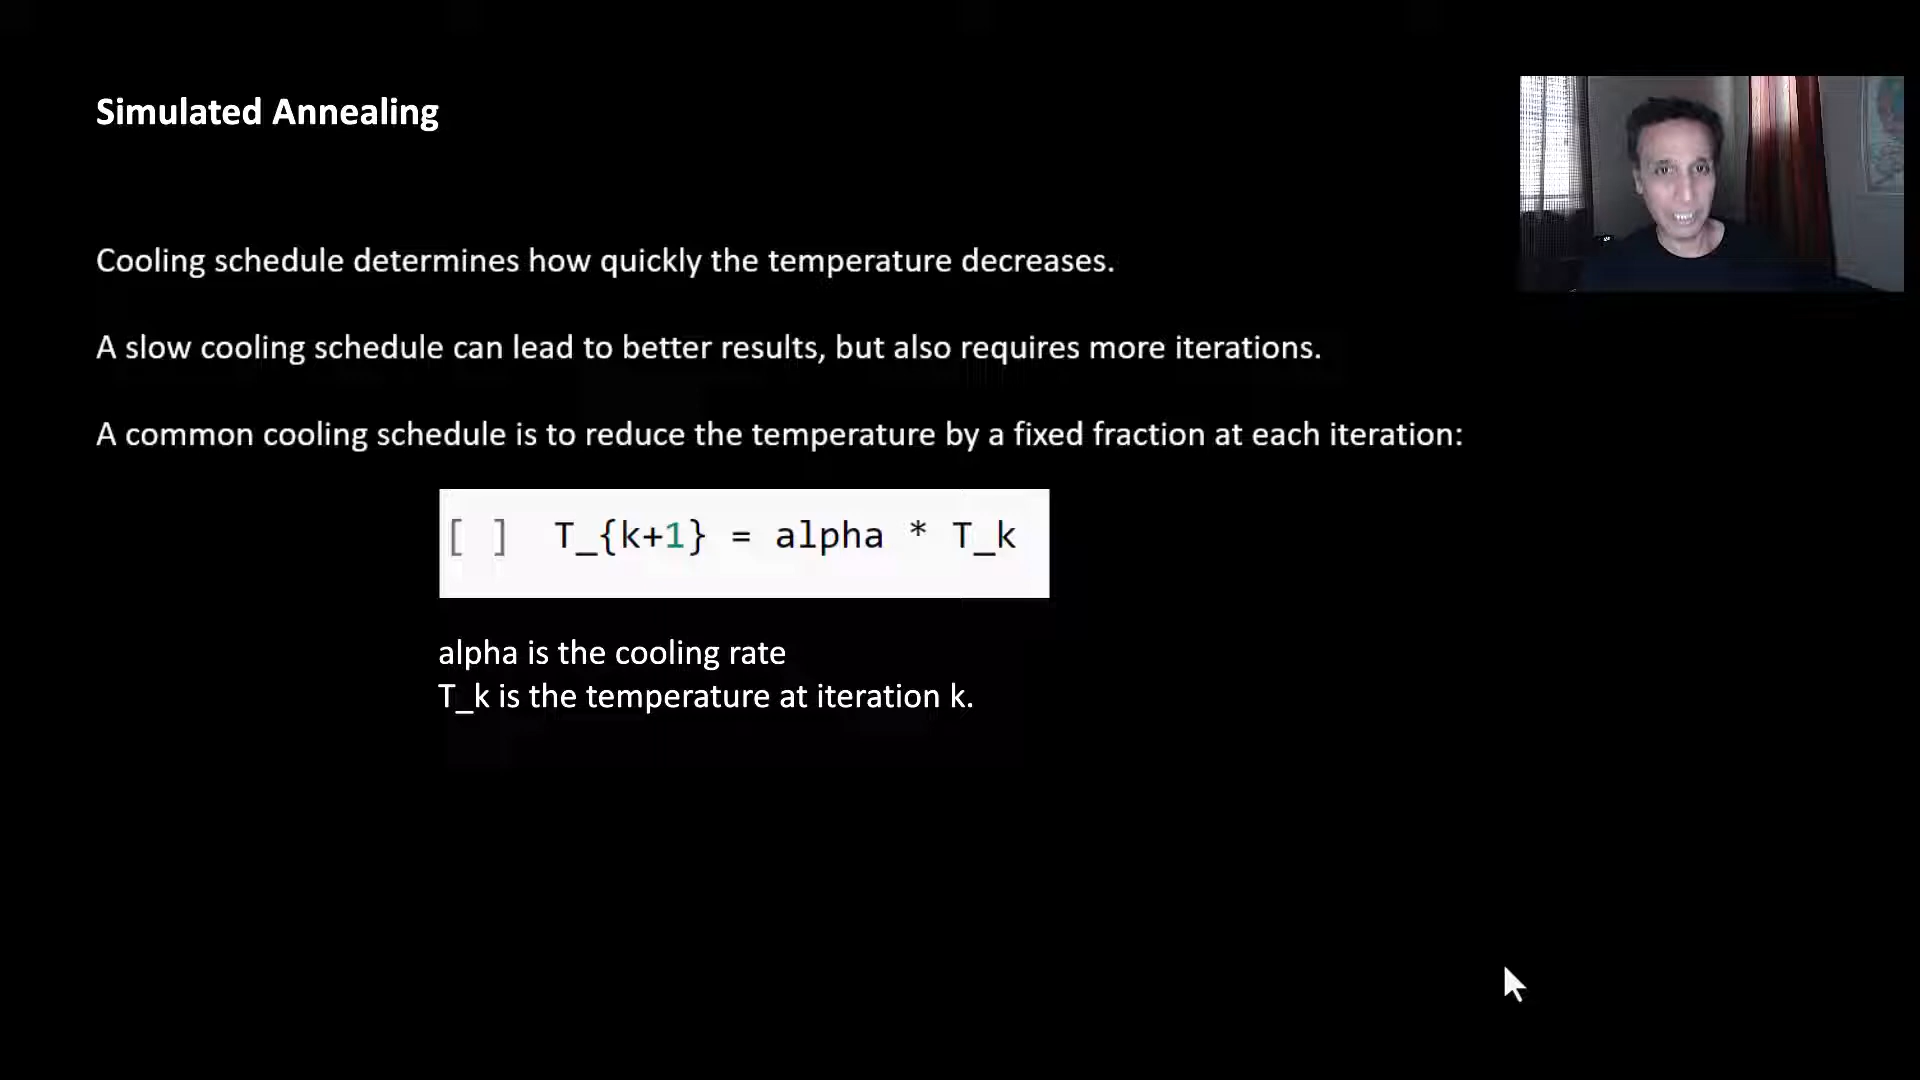 Simulated Annealing
Cooling schedule determines how quickly the temperature decreases.
A slow cooling schedule can lead to better results, but also requires more iterations.
A common cooling schedule is to reduce the temperature by a fixed fraction at each iteration:
[ ] T_{k+1} = alpha * T_k
alpha is the cooling rate
T_k is the temperature at iteration k.